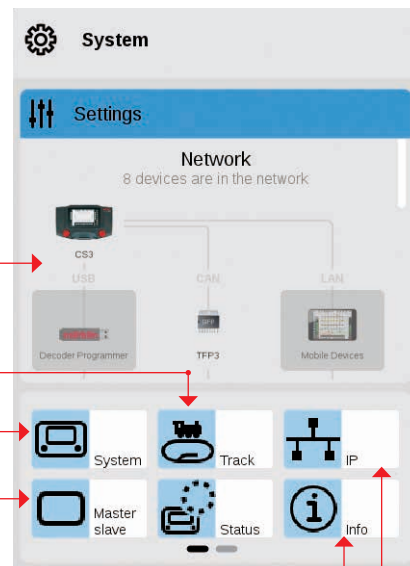 System
Settings
Network
8 devices are in the network
CS3
USB
CAN
LAN
Decoder Programmer
TFP3
Mobile Devices
System
Track
IP
Master
slave
Status
Info